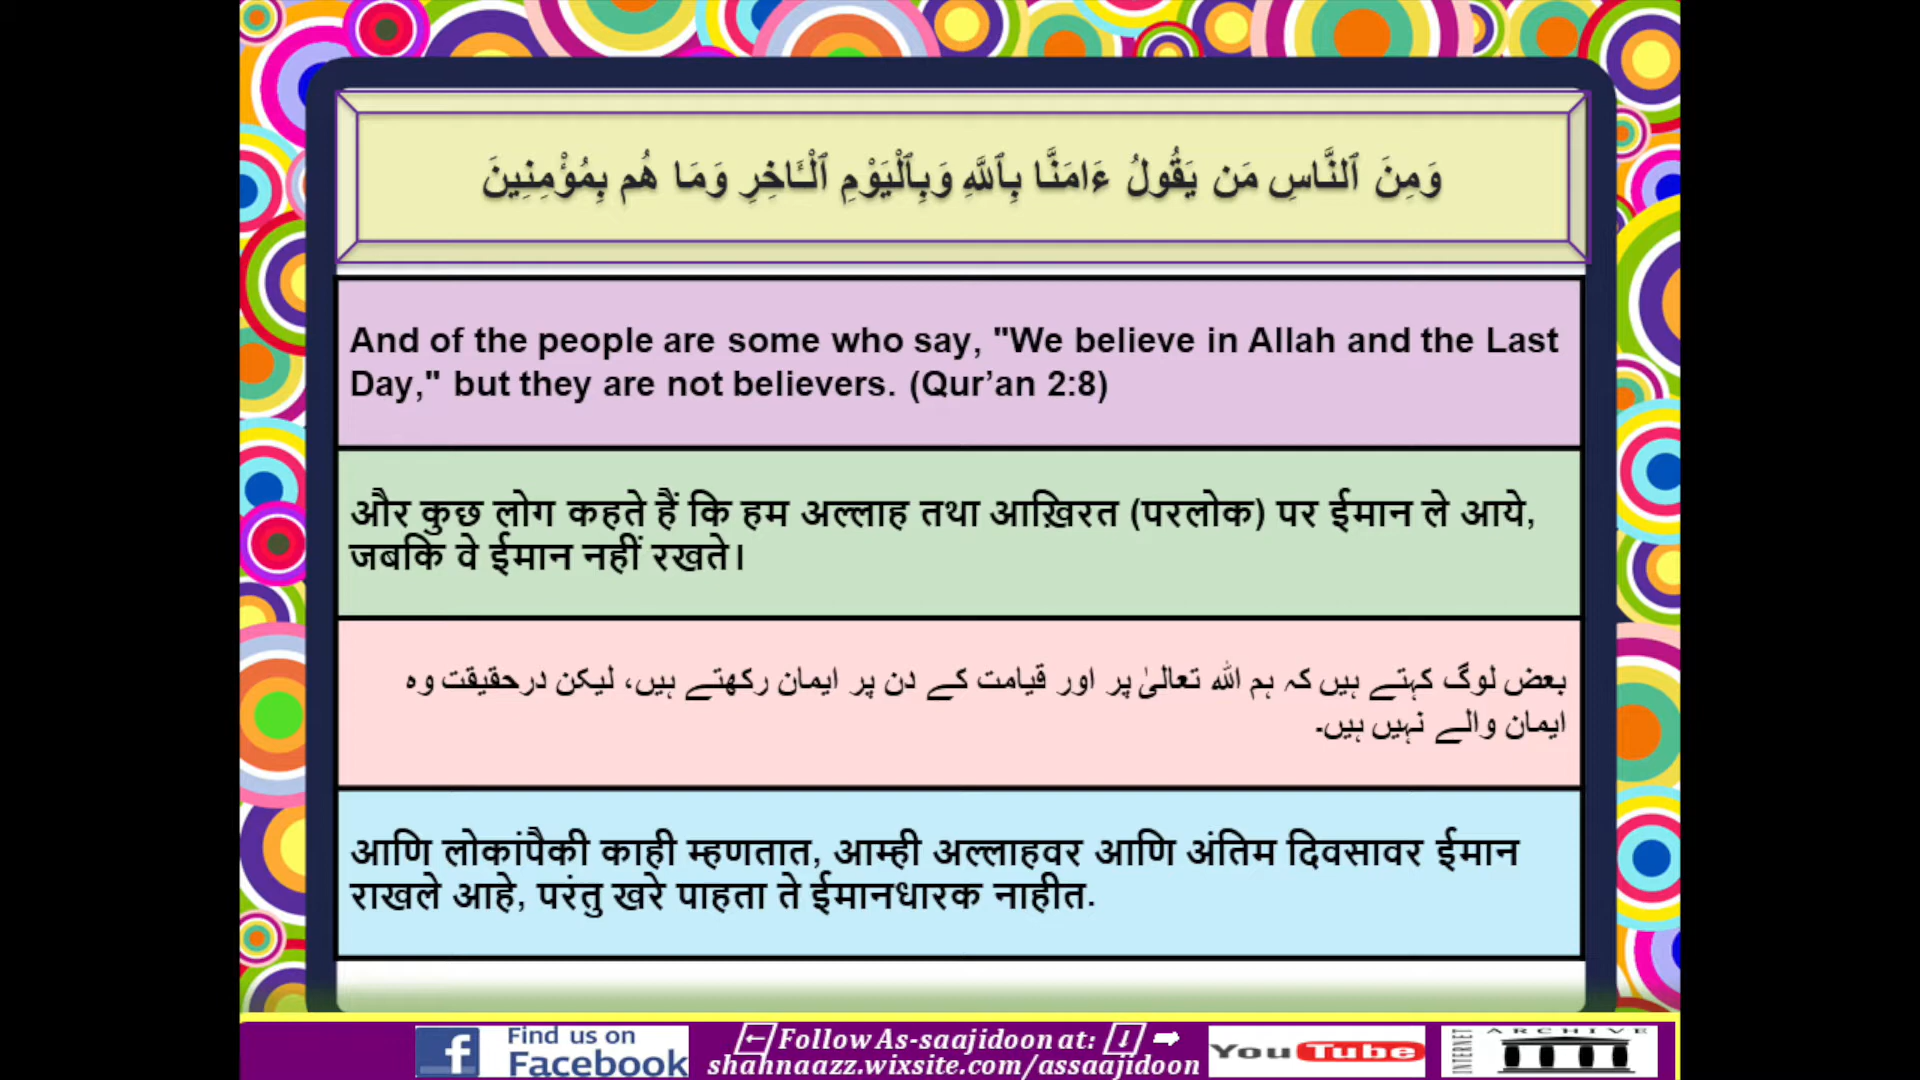 وَمِنَ ٱلنَّاسِ مَن يَقُولُ ءَامَنَّا بِٱللَّهِ وَبِٱلْيَوْمِ ٱلْـَٔاخِرِ وَمَا هُم بِمُؤْمِنِينَ
And of the people are some who say, "We believe in Allah and the Last
Day," but they are not believers. (Qur’an 2:8)
और कुछ लोग कहते हैं कि हम अल्लाह तथा आख़िरत (परलोक) पर ईमान ले आये,
जबकि वे ईमान नहीं रखते।
بعض لوگ کہتے ہیں کہ ہم اللہ تعالیٰ پر اور قیامت کے دن پر ایمان رکھتے ہیں، لیکن درحقیقت وه
ایمان والے نہیں ہیں۔
आणि लोकांपैकी काही म्हणतात, आम्ही अल्लाहवर आणि अंतिम दिवसावर ईमान
राखले आहे, परंतु खरे पाहता ते ईमानधारक नाहीत.
Find us on
Facebook
Follow As-saajidoon at:
shahnaazz.wixsite.com/assaajidoon
YouTube
INTERNET
ARCHIVE